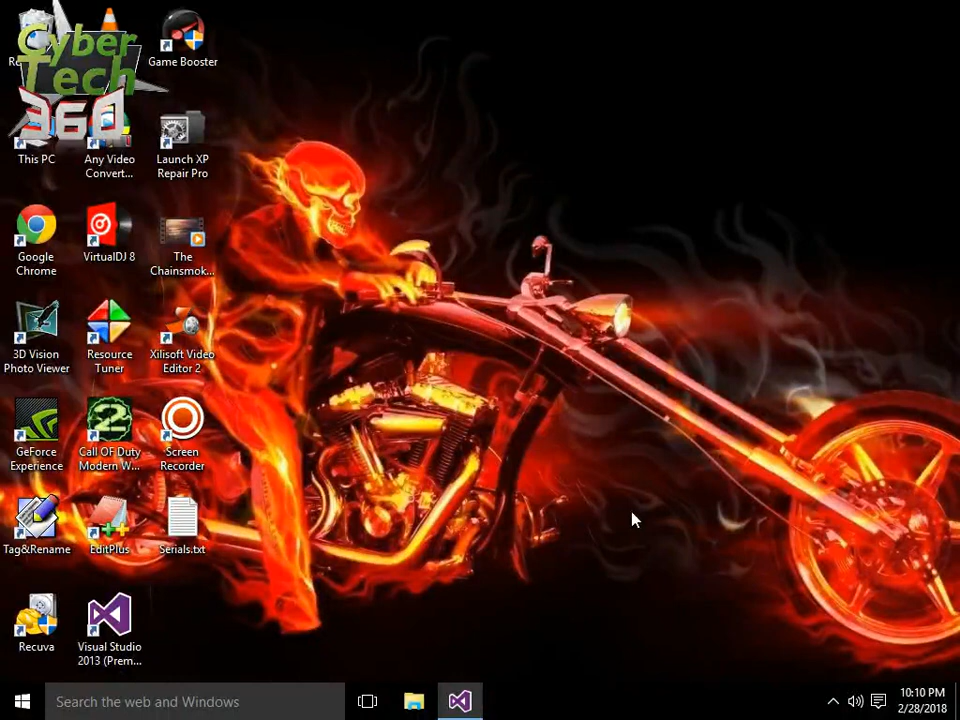 Cyber
Tech
360
Game Booster
This PC
Any Video
Convert...
Launch XP
Repair Pro
Google
Chrome
VirtualDJ 8
The
Chainsmok...
3D Vision
Photo Viewer
Resource
Tuner
Xilisoft Video
Editor 2
GeForce
Experience
Call OF Duty
Modern W...
Screen
Recorder
Tag&Rename
EditPlus
Serials.txt
Recuva
Visual Studio
2013 (Prem...
Search the web and Windows
10:10 PM
2/28/2018